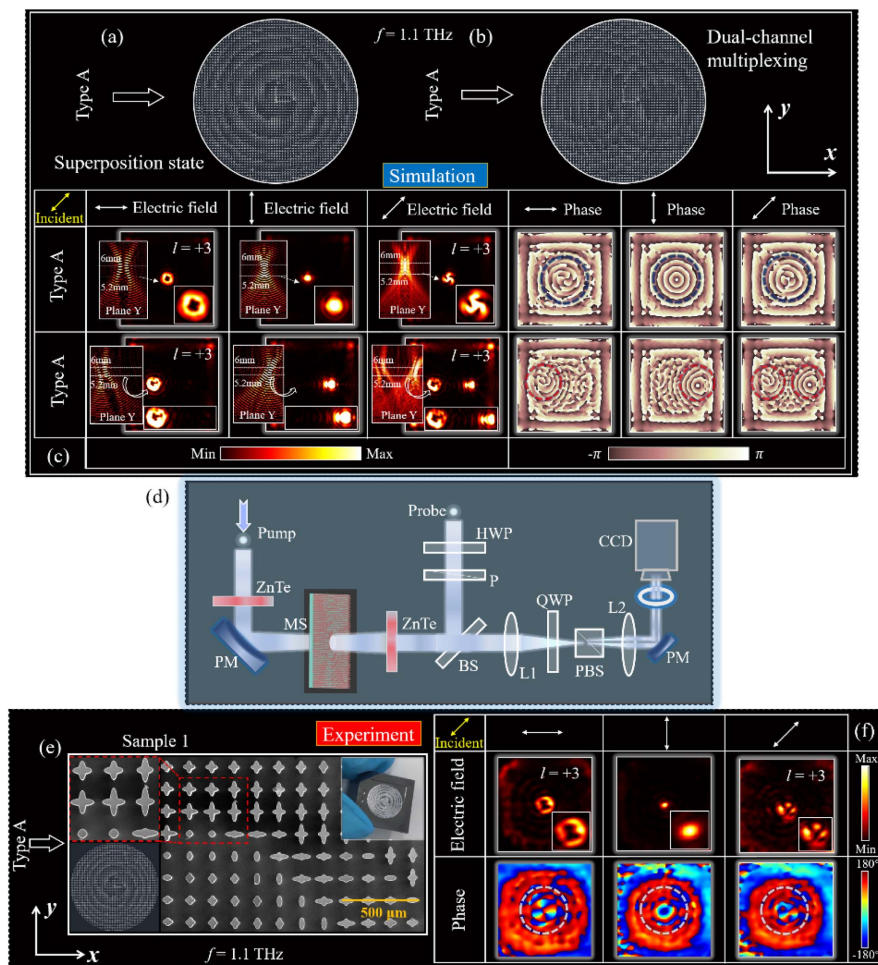 (a)
f = 1.1 THz
(b)
Dual-channel
multiplexing
Type A
Type A
Superposition state
y
x
Simulation
Incident
Electric field
Electric field
Electric field
Phase
Phase
Phase
Type A
6mm
5.2mm
Plane Y
l = +3
6mm
5.2mm
Plane Y
6mm
5.2mm
Plane Y
l = +3
Type A
6mm
5.2mm
Plane Y
l = +3
6mm
5.2mm
Plane Y
6mm
5.2mm
Plane Y
l = +3
(c)
Min
Max
-π
π
(d)
Pump
Probe
HWP
P
CCD
ZnTe
MS
ZnTe
QWP
L2
PM
BS
L1
PBS
PM
(e)
Sample 1
Experiment
Type A
500 μm
y
x
f = 1.1 THz
Incident
(f)
Electric field
l = +3
l = +3
Max
Min
Phase
180°
-180°